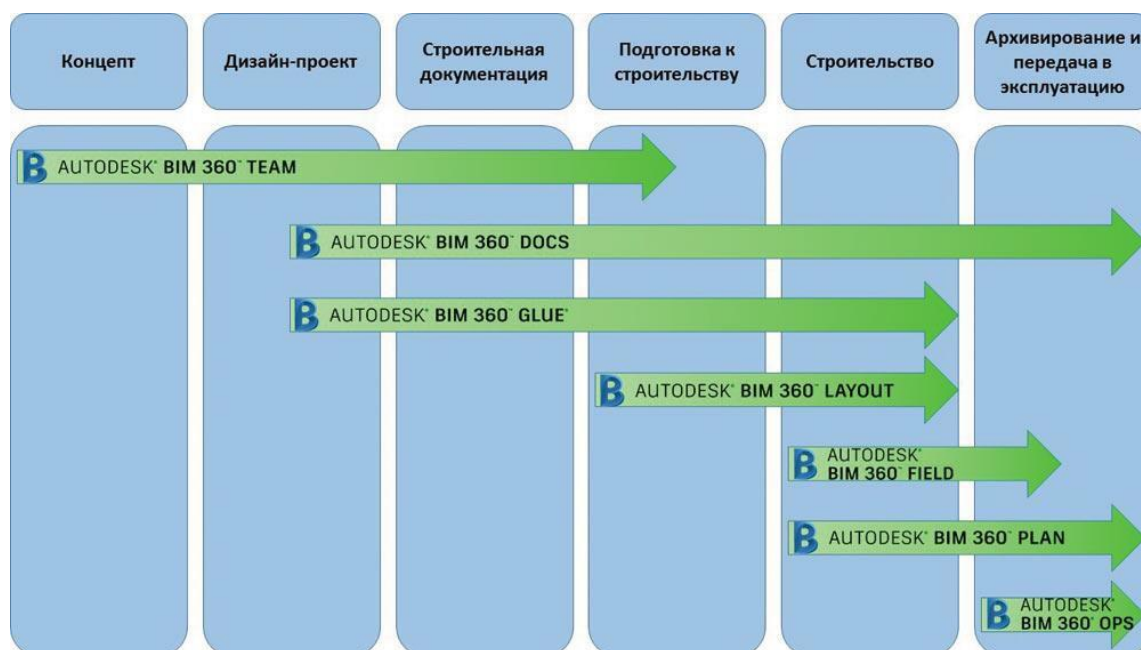 Концепт
Дизайн-проект
Строительная
документация
Подготовка к
строительству
Строительство
Архивирование и
передача в
эксплуатацию
B AUTODESK® BIM 360™ TEAM
B AUTODESK® BIM 360™ DOCS
B AUTODESK® BIM 360™ GLUE®
B AUTODESK® BIM 360™ LAYOUT
B AUTODESK®
BIM 360™ FIELD
B AUTODESK® BIM 360™ PLAN
B AUTODESK®
BIM 360® OPS